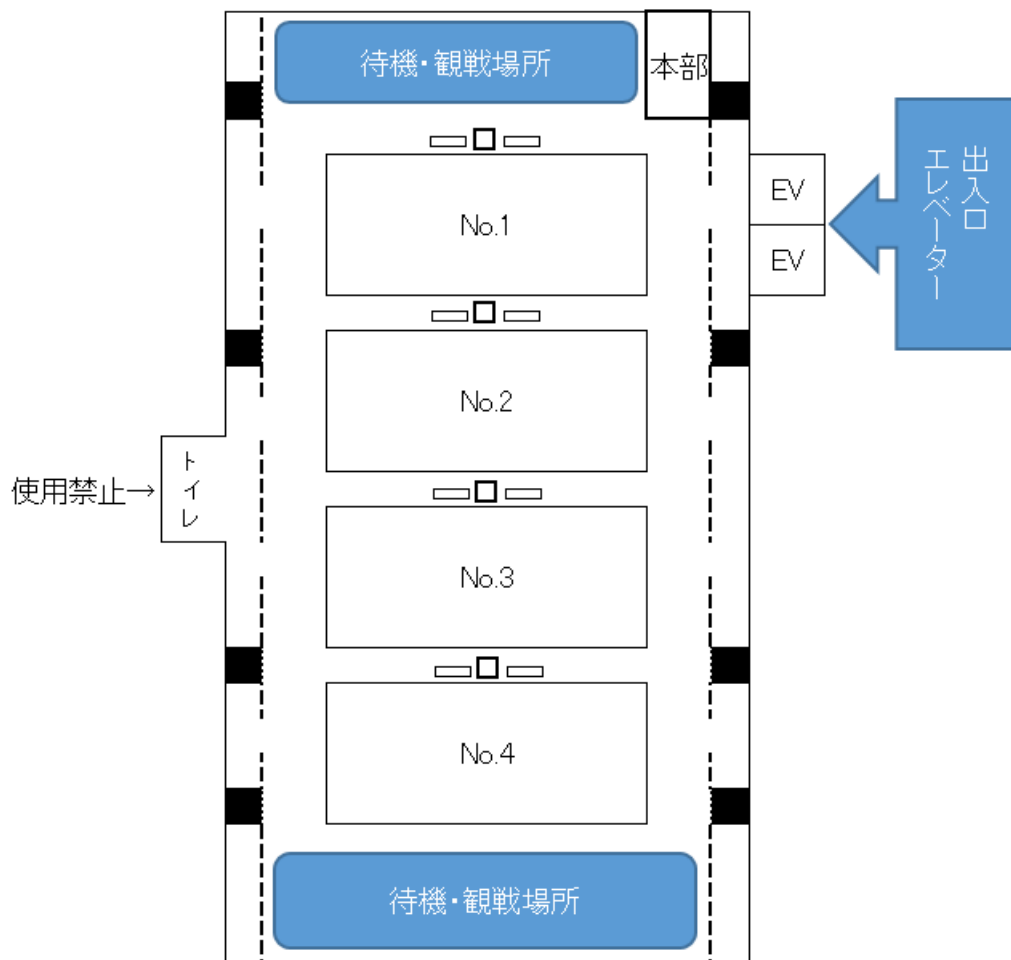 待機・観戦場所
本部
出入口
エレベーター
EV
EV
No.1
No.2
使用禁止→
トイレ
No.3
No.4
待機・観戦場所